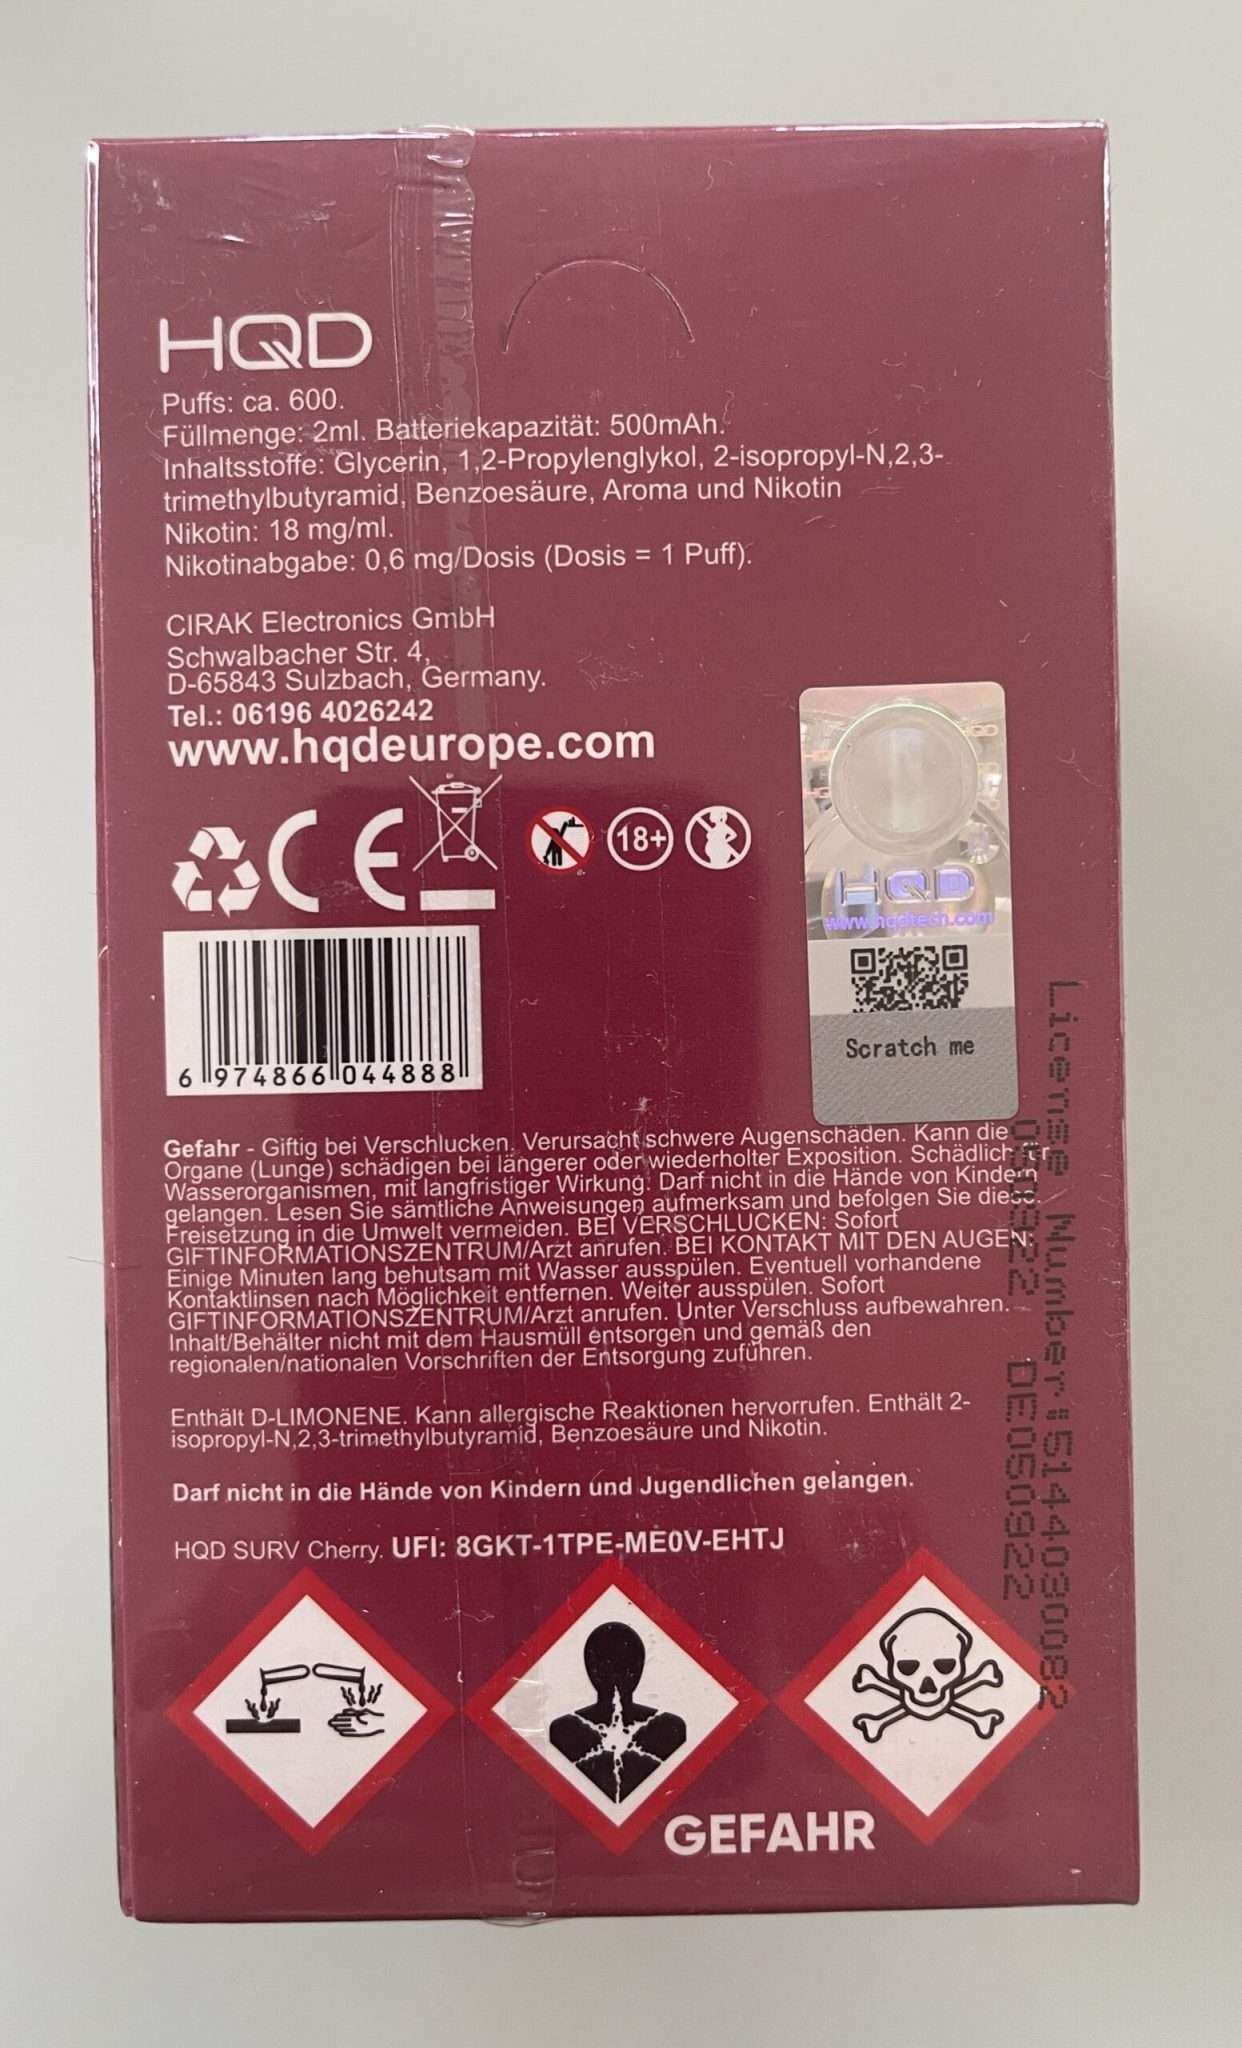 HQD
Puffs: ca. 600.
Füllmenge: 2ml. Batteriekapazität: 500mAh.
Inhaltsstoffe: Glycerin, 1,2-Propylenglykol, 2-isopropyl-N,2,3-
trimethylbutyramid, Benzoesäure, Aroma und Nikotin
Nikotin: 18 mg/ml.
Nikotinabgabe: 0,6 mg/Dosis (Dosis = 1 Puff).
CIRAK Electronics GmbH
Schwalbacher Str. 4,
D-65843 Sulzbach, Germany.
Tel.: 06196 4026242
www.hqdeurope.com
CE
18+
HQD
www.hqdtech.com
Scratch me
6 974866 044888
Gefahr - Giftig bei Verschlucken. Verursacht schwere Augenschäden. Kann die
Organe (Lunge) schädigen bei längerer oder wiederholter Exposition. Schädlich für
Wasserorganismen, mit langfristiger Wirkung. Darf nicht in die Hände von Kindern
gelangen. Lesen Sie sämtliche Anweisungen aufmerksam und befolgen Sie diese.
Freisetzung in die Umwelt vermeiden. BEI VERSCHLUCKEN: Sofort
GIFTINFORMATIONSZENTRUM/Arzt anrufen. BEI KONTAKT MIT DEN AUGEN:
Einige Minuten lang behutsam mit Wasser ausspülen. Eventuell vorhandene
Kontaktlinsen nach Möglichkeit entfernen. Weiter ausspülen. Sofort
GIFTINFORMATIONSZENTRUM/Arzt anrufen. Unter Verschluss aufbewahren.
Inhalt/Behälter nicht mit dem Hausmüll entsorgen und gemäß den
regionalen/nationalen Vorschriften der Entsorgung zuführen.
Enthält D-LIMONENE. Kann allergische Reaktionen hervorrufen. Enthält 2-
isopropyl-N,2,3-trimethylbutyramid, Benzoesäure und Nikotin.
Darf nicht in die Hände von Kindern und Jugendlichen gelangen.
HQD SURV Cherry. UFI: 8GKT-1TPE-ME0V-EHTJ
GEFAHR
License Number:5144030082
DE050922